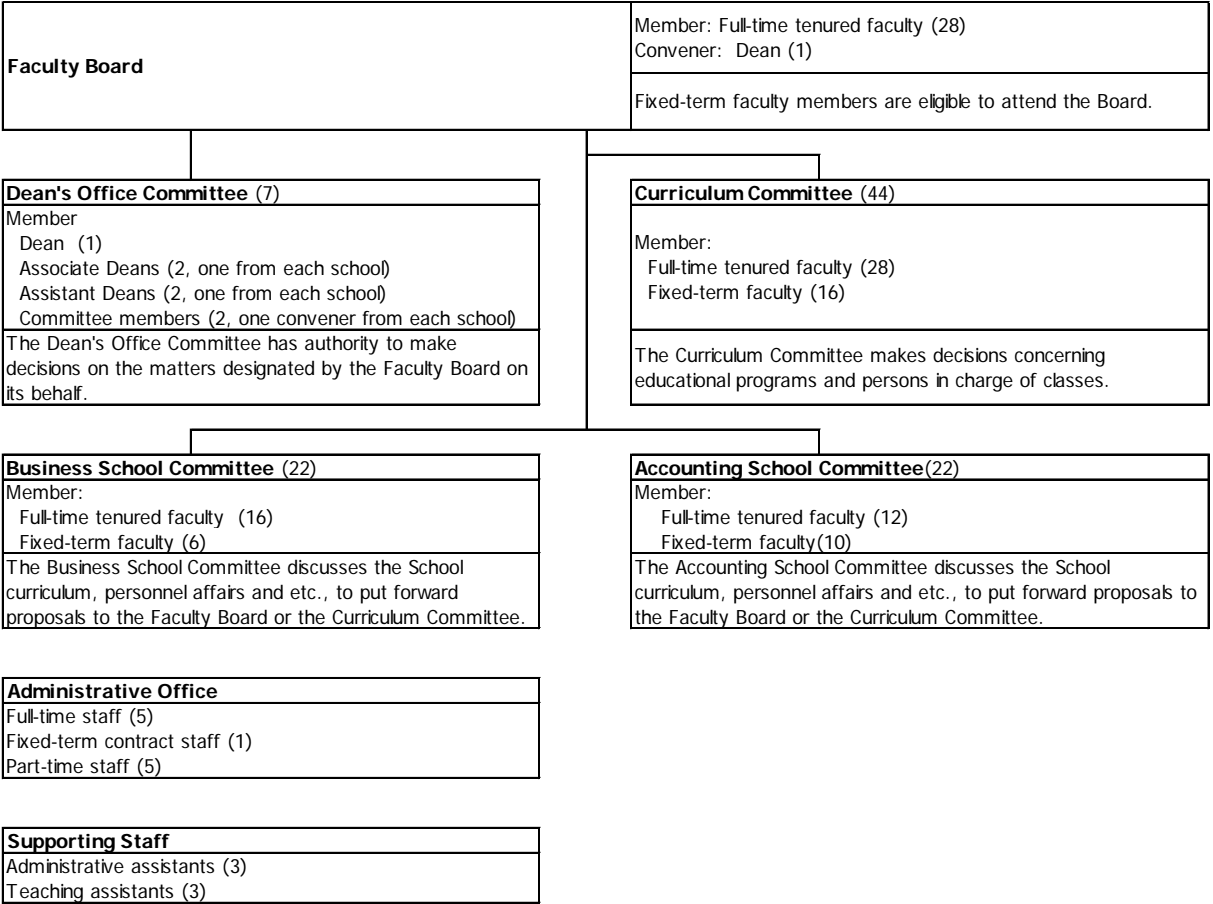 Faculty Board
Member: Full-time tenured faculty (28)
Convener:  Dean (1)
Fixed-term faculty members are eligible to attend the Board.
Dean's Office Committee (7)
Member
Dean  (1)
Associate Deans (2, one from each school)
Assistant Deans (2, one from each school)
Committee members (2, one convener from each school)
The Dean's Office Committee has authority to make
decisions on the matters designated by the Faculty Board on
its behalf.
Curriculum Committee (44)
Member:
Full-time tenured faculty (28)
Fixed-term faculty (16)
The Curriculum Committee makes decisions concerning
educational programs and persons in charge of classes.
Business School Committee (22)
Member:
Full-time tenured faculty  (16)
Fixed-term faculty (6)
The Business School Committee discusses the School
curriculum, personnel affairs and etc., to put forward
proposals to the Faculty Board or the Curriculum Committee.
Accounting School Committee(22)
Member:
Full-time tenured faculty (12)
Fixed-term faculty(10)
The Accounting School Committee discusses the School
curriculum, personnel affairs and etc., to put forward proposals to
the Faculty Board or the Curriculum Committee.
Administrative Office
Full-time staff (5)
Fixed-term contract staff (1)
Part-time staff (5)
Supporting Staff
Administrative assistants (3)
Teaching assistants (3)